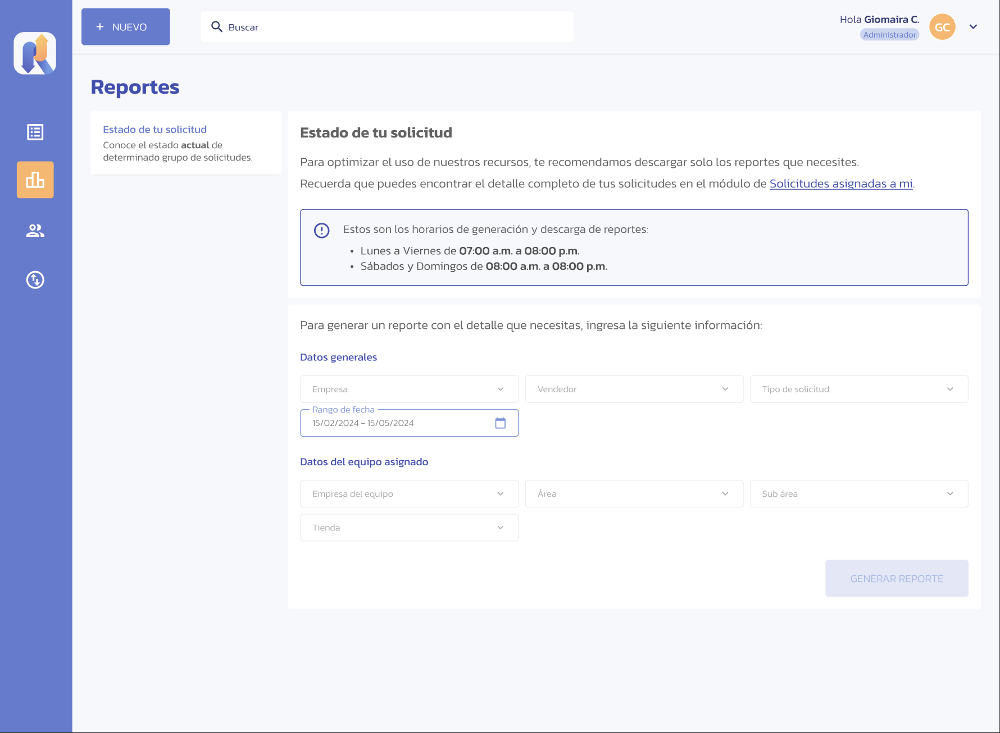 + NUEVO
Buscar
Hola Giomaira C.
Administrador
GC
Reportes
Estado de tu solicitud
Conoce el estado actual de
determinado grupo de solicitudes.
Estado de tu solicitud
Para optimizar el uso de nuestros recursos, te recomendamos descargar solo los reportes que necesites.
Recuerda que puedes encontrar el detalle completo de tus solicitudes en el módulo de Solicitudes asignadas a mi.
Estos son los horarios de generación y descarga de reportes:
• Lunes a Viernes de 07:00 a.m. a 08:00 p.m.
• Sábados y Domingos de 08:00 a.m. a 08:00 p.m.
Para generar un reporte con el detalle que necesitas, ingresa la siguiente información:
Datos generales
Empresa
Vendedor
Tipo de solicitud
Rango de fecha
15/02/2024 - 15/05/2024
Datos del equipo asignado
Empresa del equipo
Área
Sub área
Tienda
GENERAR REPORTE